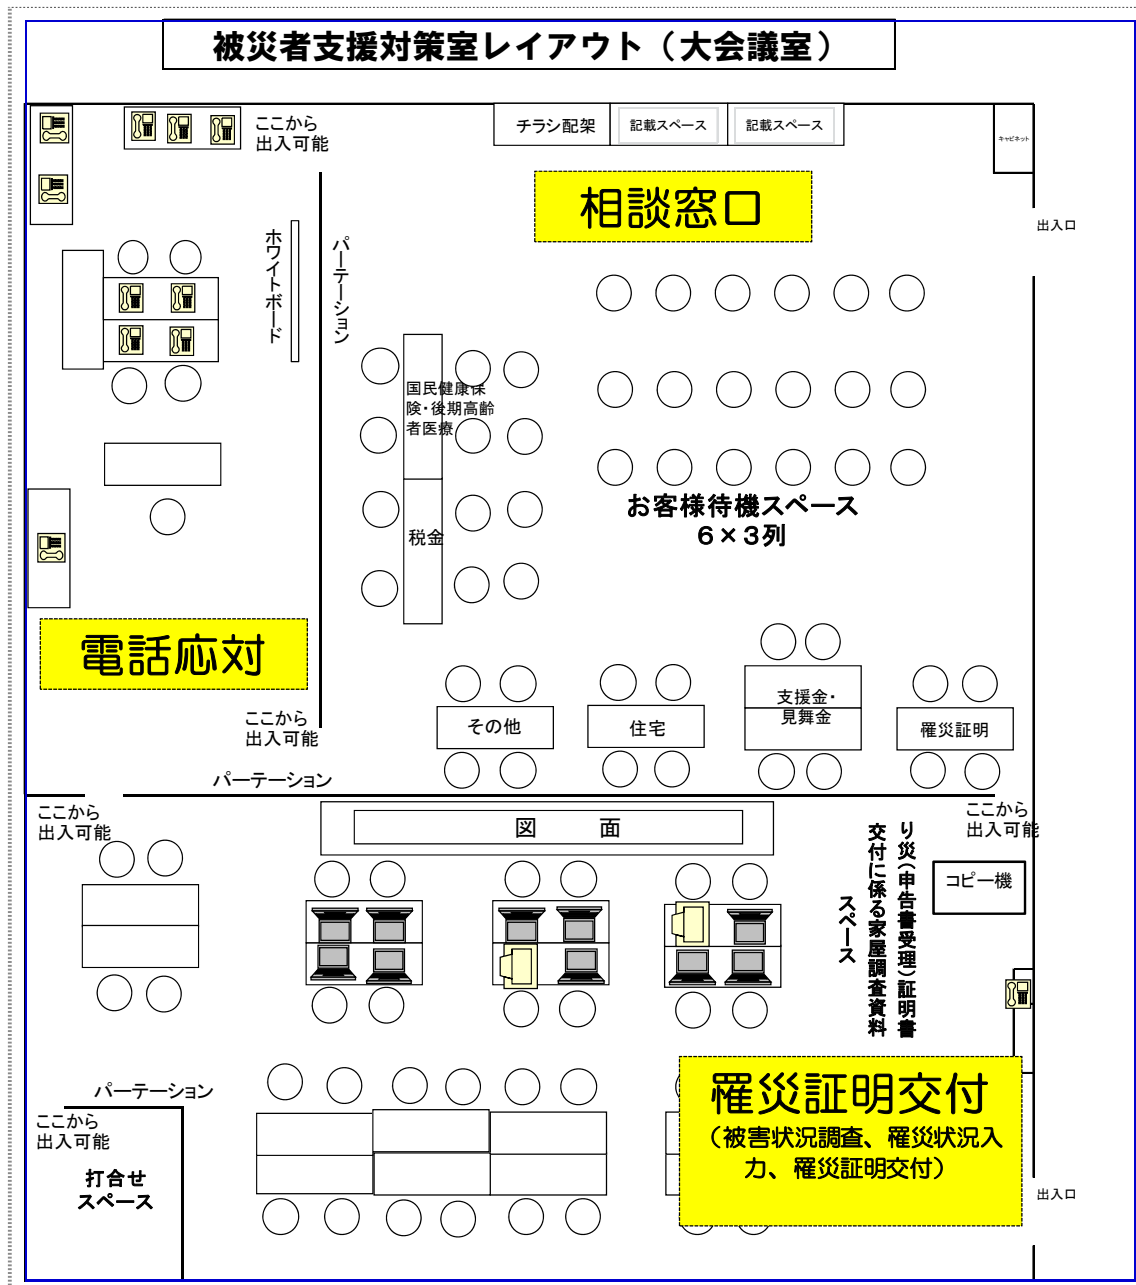 被災者支援対策室レイアウト（大会議室）
ここから
出入可能
チラシ配架
記載スペース
記載スペース
キャビネット
相談窓口
出入口
ホワイトボード
パーテーション
国民健康保
険・後期高齢
者医療
税金
お客様待機スペース
６×３列
電話応対
ここから
出入可能
その他
住宅
支援金・
見舞金
罹災証明
パーテーション
ここから
出入可能
図　面
ここから
出入可能
り災（申告書受理）証明書
交付に係る家屋調査資料
スペース
コピー機
パーテーション
ここから
出入可能
打合せ
スペース
罹災証明交付
（被害状況調査、罹災状況入
力、罹災証明交付）
出入口